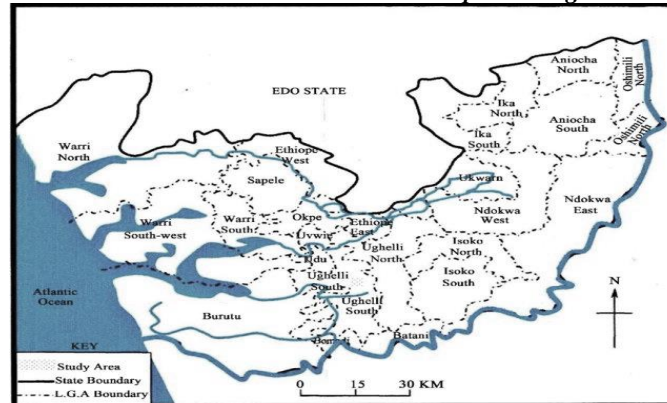 EDO STATE
Aniocha
North
Oshimili
North
Ika
North
Aniocha
South
Oshimili
North
Ika
South
Warri
North
Ethiope
West
Sapele
Ukwarn
Ndokwa
East
Ndokwa
West
Okpe
Ethiope
East
Warri
South-west
Warri
South
Uvwie
Ughelli
North
Isoko
North
Udu
Ughelli
South
Isoko
South
Ughelli
South
Atlantic
Ocean
Burutu
Batani
N
KEY
Study Area
State Boundary
L.G.A Boundary
0 15 30 KM